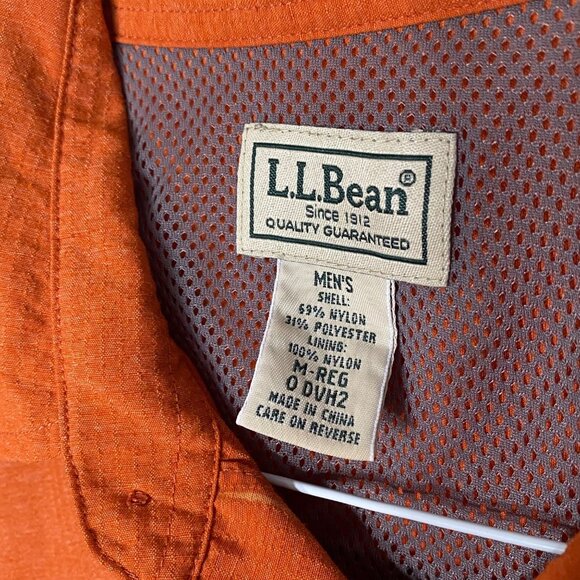 L.L.Bean®
Since 1912
QUALITY GUARANTEED
MEN'S
SHELL:
69% NYLON
31% POLYESTER
LINING:
100% NYLON
M-REG
0 DVH2
MADE IN CHINA
CARE ON REVERSE